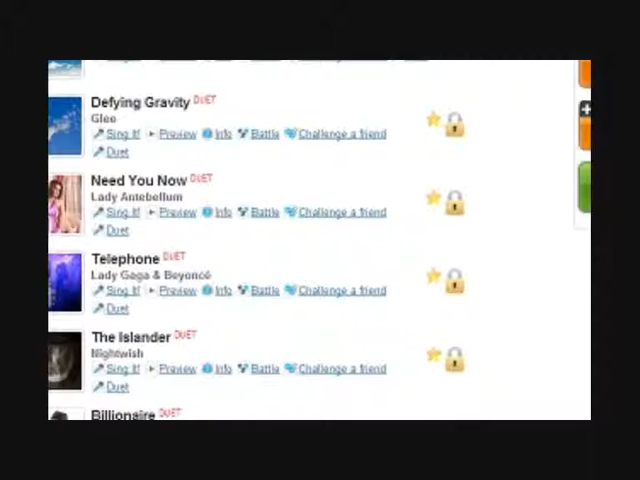 Defying Gravity DUET
Glee
Sing It! Preview Info Battle Challenge a friend
Duet
Need You Now DUET
Lady Antebellum
Sing It! Preview Info Battle Challenge a friend
Duet
Telephone DUET
Lady Gaga & Beyoncé
Sing It! Preview Info Battle Challenge a friend
Duet
The Islander DUET
Nightwish
Sing It! Preview Info Battle Challenge a friend
Duet
Billionaire DUET